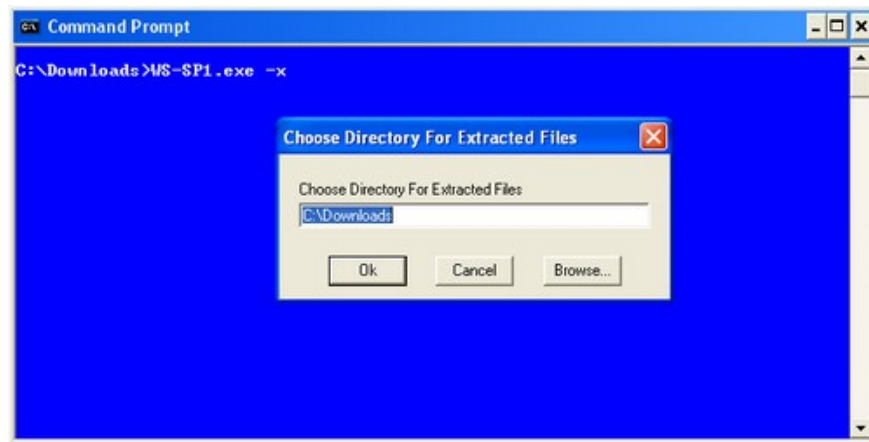 Command Prompt
C:\Downloads>WS-SP1.exe -x
Choose Directory For Extracted Files
Choose Directory For Extracted Files
C:\Downloads
Ok Cancel Browse...